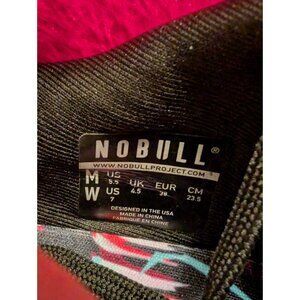 NOBULL®
WWW.NOBULLPROJECT.COM
M US UK EUR CM
5.5 4.5 38 23.5
W US
7
DESIGNED IN THE USA
MADE IN CHINA
FABRIQUÉ EN CHINE